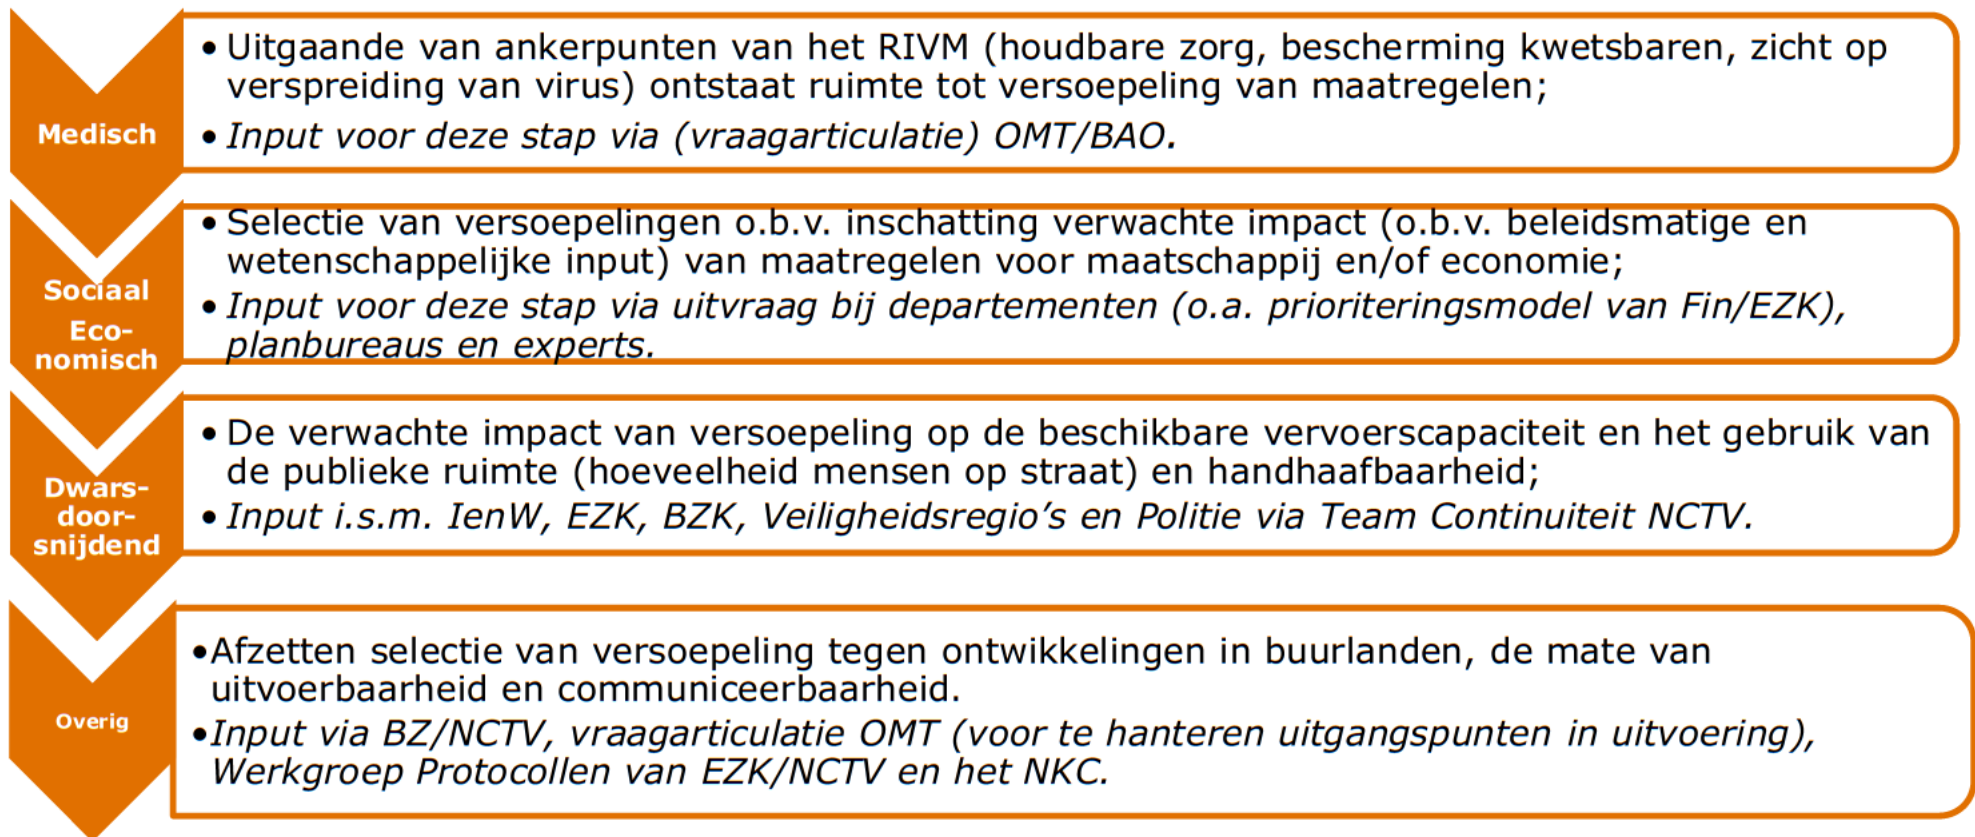 Medisch
• Uitgaande van ankerpunten van het RIVM (houdbare zorg, bescherming kwetsbaren, zicht op
verspreiding van virus) ontstaat ruimte tot versoepeling van maatregelen;
• Input voor deze stap via (vraagarticulatie) OMT/BAO.
Sociaal
Eco-
nomisch
• Selectie van versoepelingen o.b.v. inschatting verwachte impact (o.b.v. beleidsmatige en
wetenschappelijke input) van maatregelen voor maatschappij en/of economie;
• Input voor deze stap via uitvraag bij departementen (o.a. prioriteringsmodel van Fin/EZK),
planbureaus en experts.
Dwars-
door-
snijdend
• De verwachte impact van versoepeling op de beschikbare vervoerscapaciteit en het gebruik van
de publieke ruimte (hoeveelheid mensen op straat) en handhaafbaarheid;
• Input i.s.m. IenW, EZK, BZK, Veiligheidsregio’s en Politie via Team Continuiteit NCTV.
Overig
•Afzetten selectie van versoepeling tegen ontwikkelingen in buurlanden, de mate van
uitvoerbaarheid en communiceerbaarheid.
•Input via BZ/NCTV, vraagarticulatie OMT (voor te hanteren uitgangspunten in uitvoering),
Werkgroep Protocollen van EZK/NCTV en het NKC.